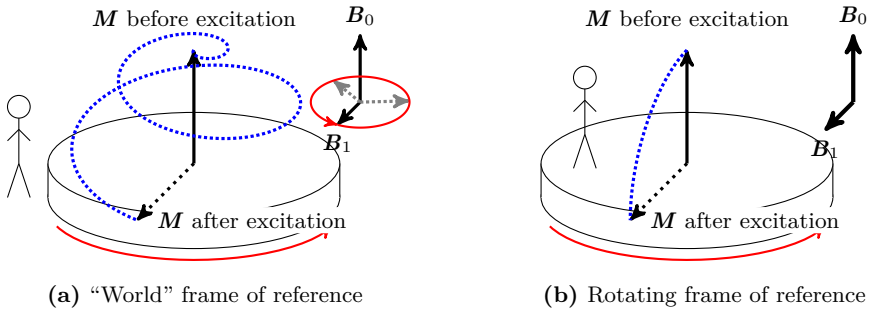 M before excitation
B0
B1
M after excitation
(a) “World” frame of reference
M before excitation
B0
B1
M after excitation
(b) Rotating frame of reference